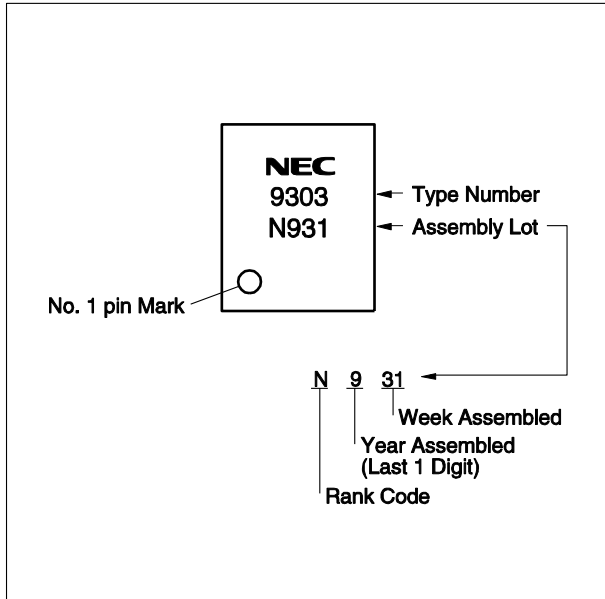 NEC
9303
N931
Type Number
Assembly Lot
No. 1 pin Mark
N 9 31
Week Assembled
Year Assembled
(Last 1 Digit)
Rank Code